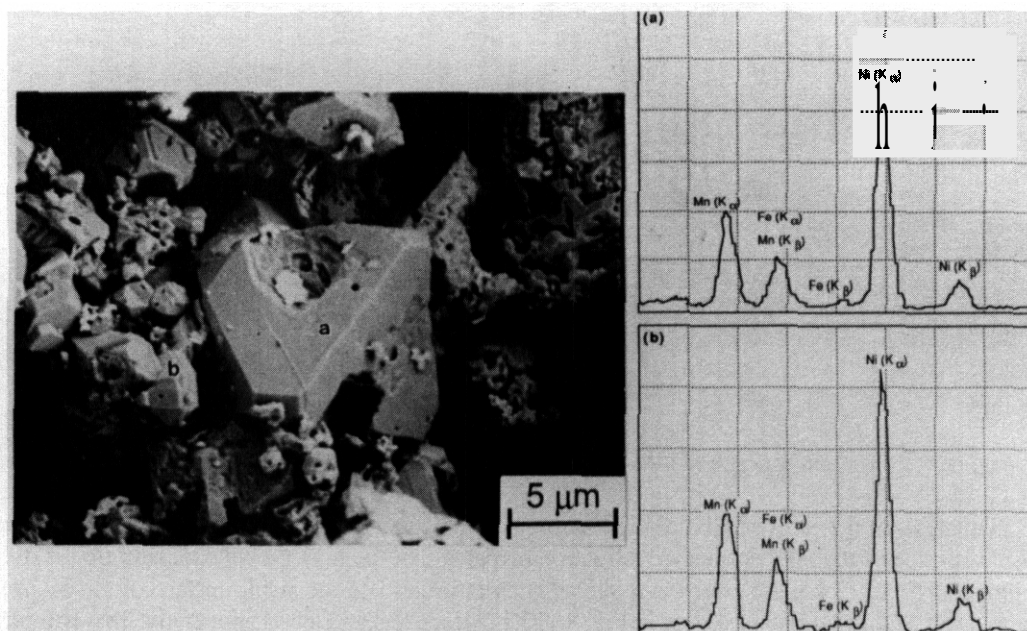 a
b
5 μm
(a)
Ni (Kα)
Mn (Kα)
Fe (Kα)
Mn (Kβ)
Fe (Kβ)
Ni (Kβ)
(b)
Ni (Kα)
Mn (Kα)
Fe (Kα)
Mn (Kβ)
Fe (Kβ)
Ni (Kβ)